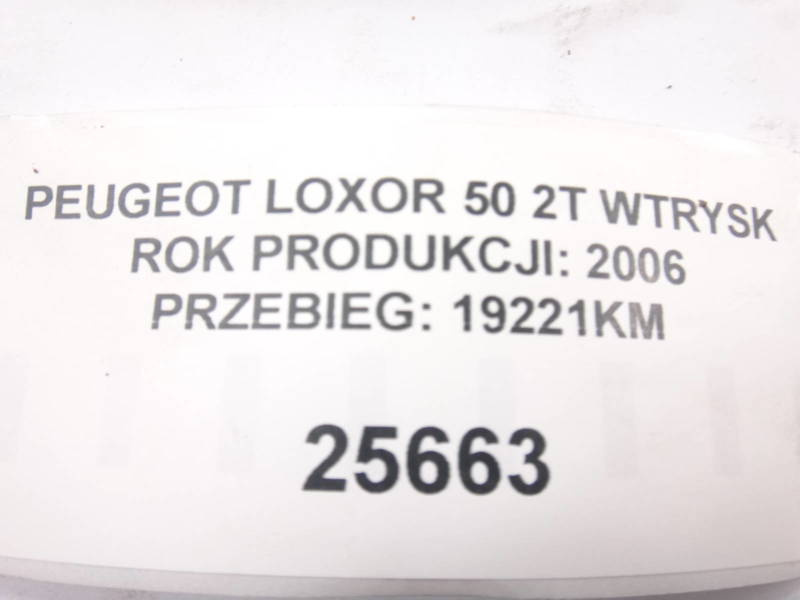 PEUGEOT LOXOR 50 2T WTRYSK
ROK PRODUKCJI: 2006
PRZEBIEG: 19221KM
25663